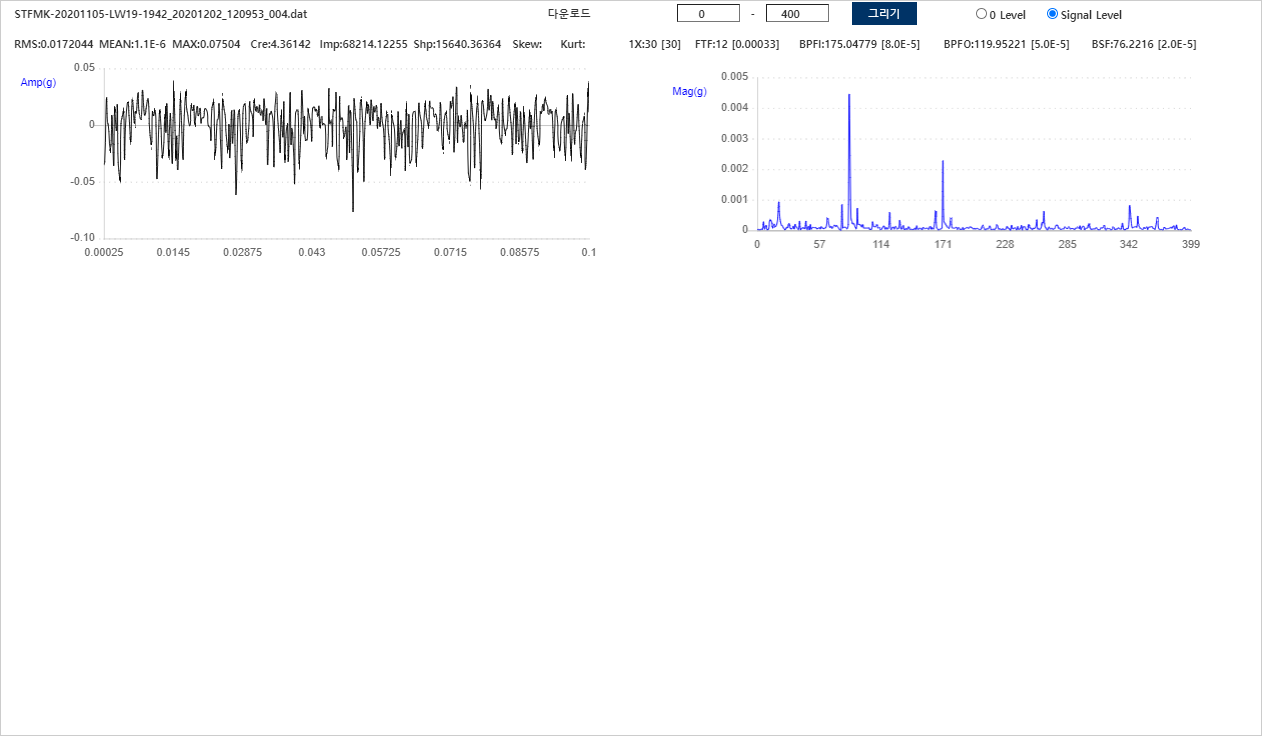 STFMK-20201105-LW19-1942_20201202_120953_004.dat 다운로드 0 - 400 그리기 0 Level Signal Level
RMS:0.0172044 MEAN:1.1E-6 MAX:0.07504 Cre:4.36142 Imp:68214.12255 Shp:15640.36364 Skew: Kurt: 1X:30 [30] FTF:12 [0.00033] BPFI:175.04779 [8.0E-5] BPFO:119.95221 [5.0E-5] BSF:76.2216 [2.0E-5]
Amp(g)
0.05
0
-0.05
-0.10
0.00025 0.0145 0.02875 0.043 0.05725 0.0715 0.08575 0.1
Mag(g)
0.005
0.004
0.003
0.002
0.001
0
0 57 114 171 228 285 342 399